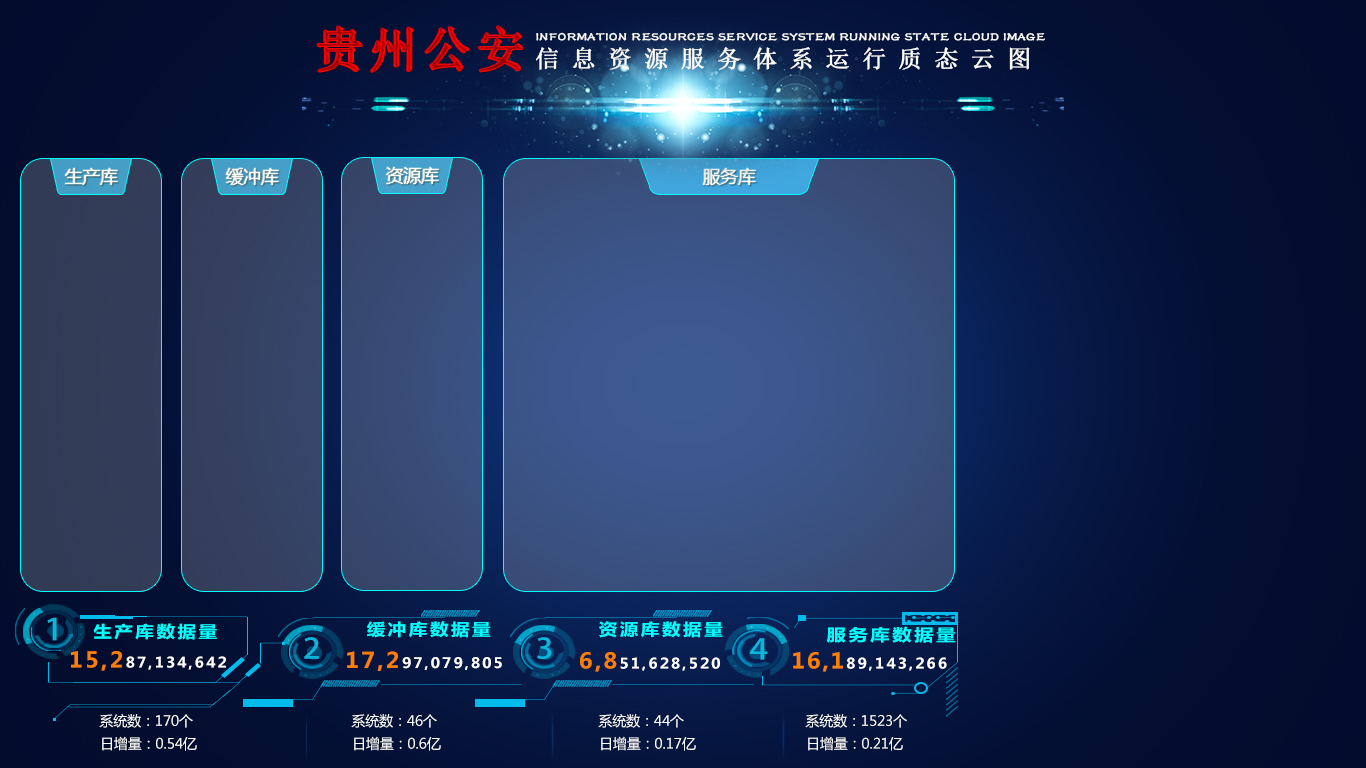 贵州公安
INFORMATION RESOURCES SERVICE SYSTEM RUNNING STATE CLOUD IMAGE
信息资源服务体系运行质态云图
生产库
缓冲库
资源库
服务库
1
生产库数据量
15,287,134,642
2
缓冲库数据量
17,297,079,805
3
资源库数据量
6,851,628,520
4
服务库数据量
16,189,143,266
系统数：170个
日增量：0.54亿
系统数：46个
日增量：0.6亿
系统数：44个
日增量：0.17亿
系统数：1523个
日增量：0.21亿